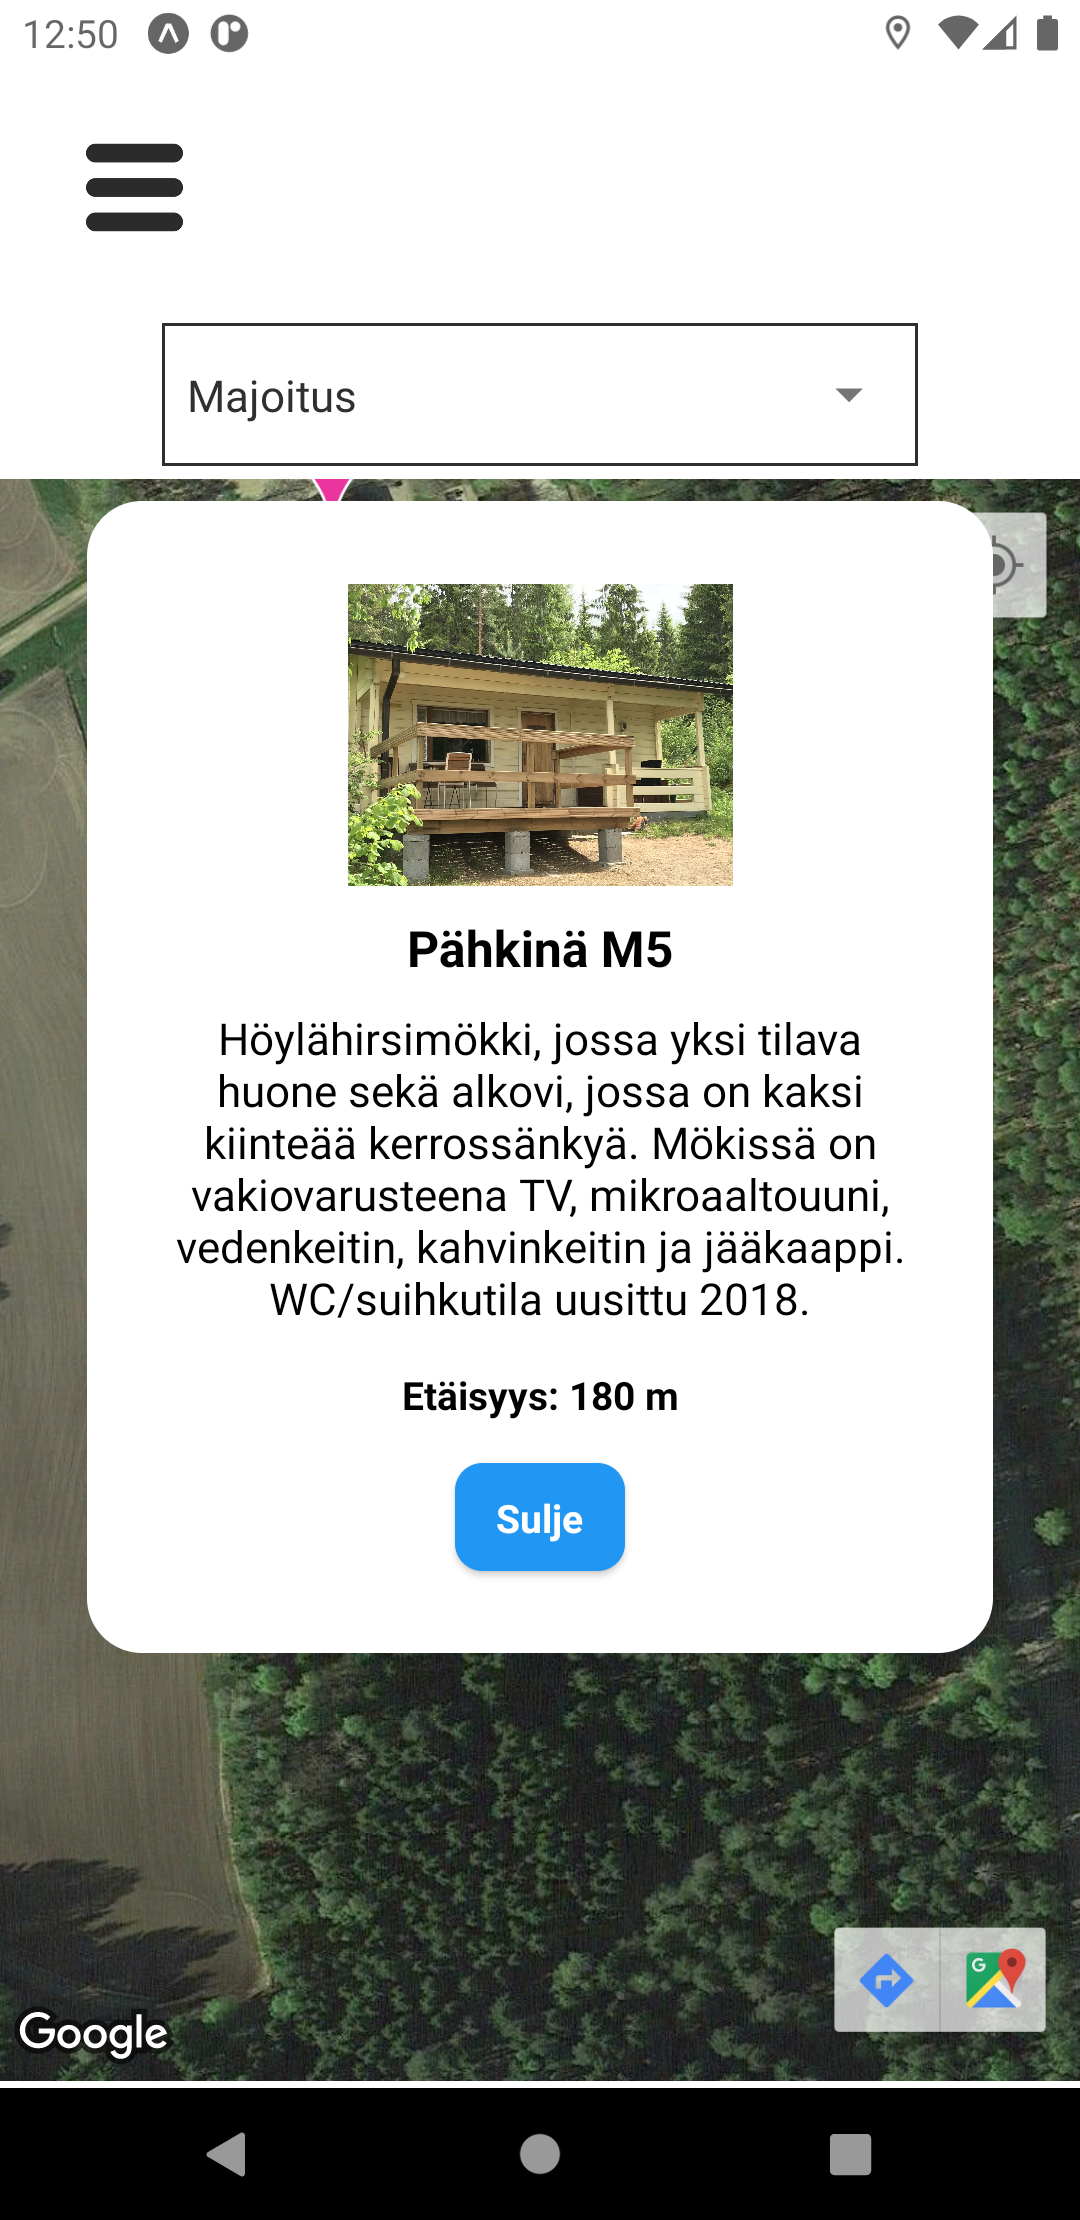 12:50
Majoitus
Pähkinä M5
Höylähirsimökki, jossa yksi tilava
huone sekä alkovi, jossa on kaksi
kiinteää kerrossänkyä. Mökissä on
vakiovarusteena TV, mikroaaltouuni,
vedenkeitin, kahvinkeitin ja jääkaappi.
WC/suihkutila uusittu 2018.
Etäisyys: 180 m
Sulje
G
Google